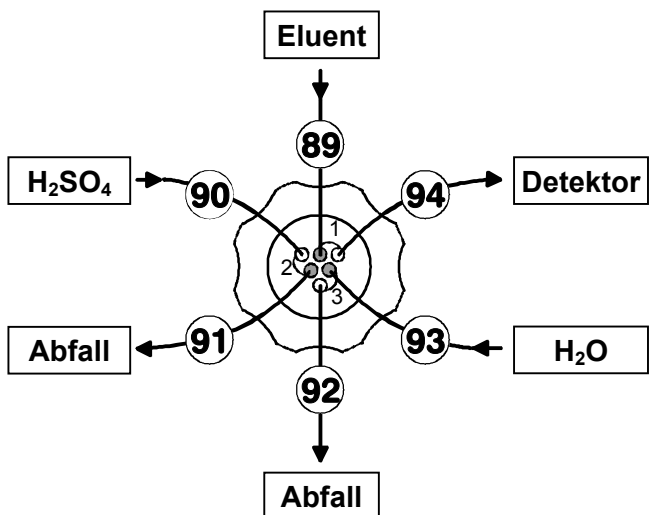 Eluent
89
H₂SO₄
90
94
Detektor
1
2
3
Abfall
91
93
H₂O
92
Abfall